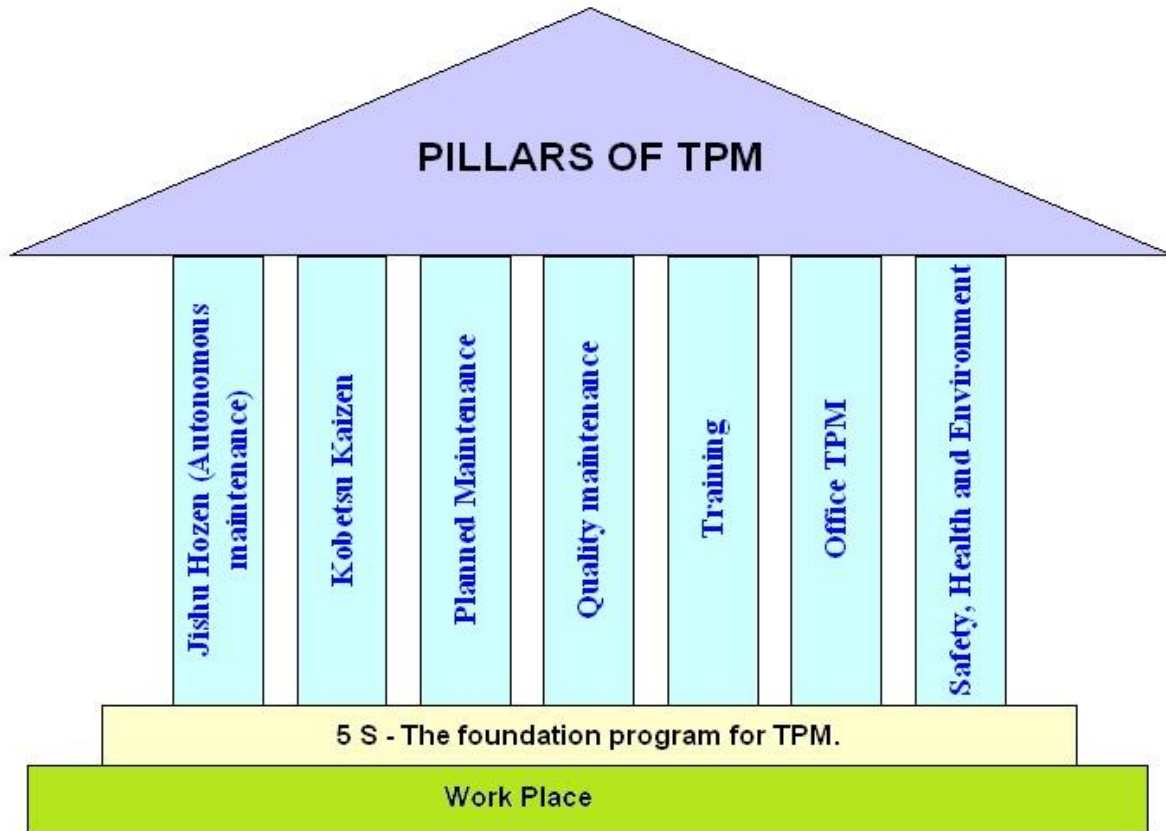 PILLARS OF TPM
Jishu Hozen (Autonomous
maintenance)
Kobetsu Kaizen
Planned Maintenance
Quality maintenance
Training
Office TPM
Safety, Health and Environment
5 S - The foundation program for TPM.
Work Place